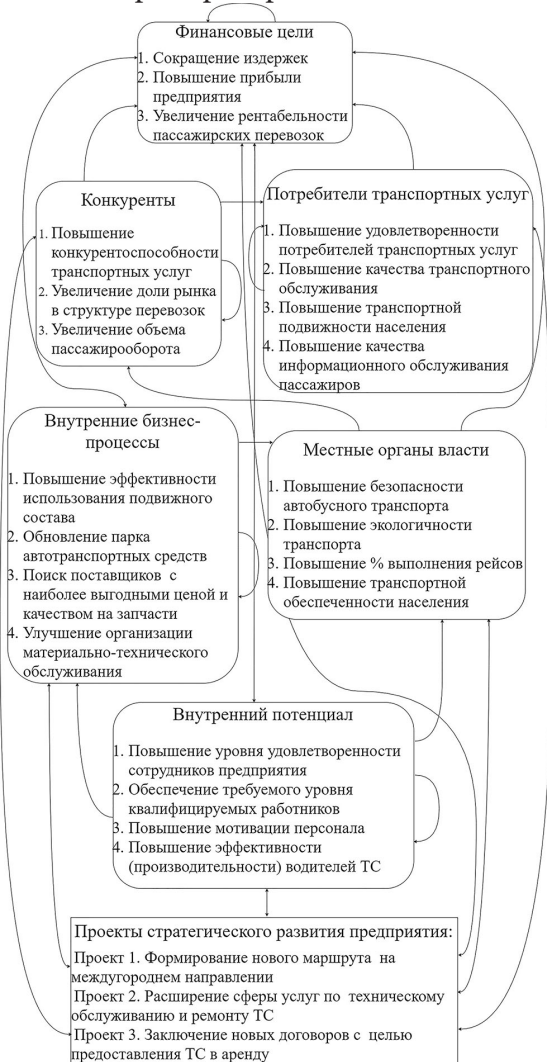 Финансовые цели
1. Сокращение издержек
2. Повышение прибыли
предприятия
3. Увеличение рентабельности
пассажирских перевозок
Конкуренты
1. Повышение
конкурентоспособности
транспортных услуг
2. Увеличение доли рынка
в структуре перевозок
3. Увеличение объема
пассажирооборота
Потребители транспортных услуг
1. Повышение удовлетворенности
потребителей транспортных услуг
2. Повышение качества транспортного
обслуживания
3. Повышение транспортной
подвижности населения
4. Повышение качества
информационного обслуживания
пассажиров
Внутренние бизнес-
процессы
1. Повышение эффективности
использования подвижного
состава
2. Обновление парка
автотранспортных средств
3. Поиск поставщиков с
наиболее выгодными ценой и
качеством на запчасти
4. Улучшение организации
материально-технического
обслуживания
Местные органы власти
1. Повышение безопасности
автобусного транспорта
2. Повышение экологичности
транспорта
3. Повышение % выполнения рейсов
4. Повышение транспортной
обеспеченности населения
Внутренний потенциал
1. Повышение уровня удовлетворенности
сотрудников предприятия
2. Обеспечение требуемого уровня
квалифицируемых работников
3. Повышение мотивации персонала
4. Повышение эффективности
(производительности) водителей ТС
Проекты стратегического развития предприятия:
Проект 1. Формирование нового маршрута на
междугороднем направлении
Проект 2. Расширение сферы услуг по техническому
обслуживанию и ремонту ТС
Проект 3. Заключение новых договоров с целью
предоставления ТС в аренду